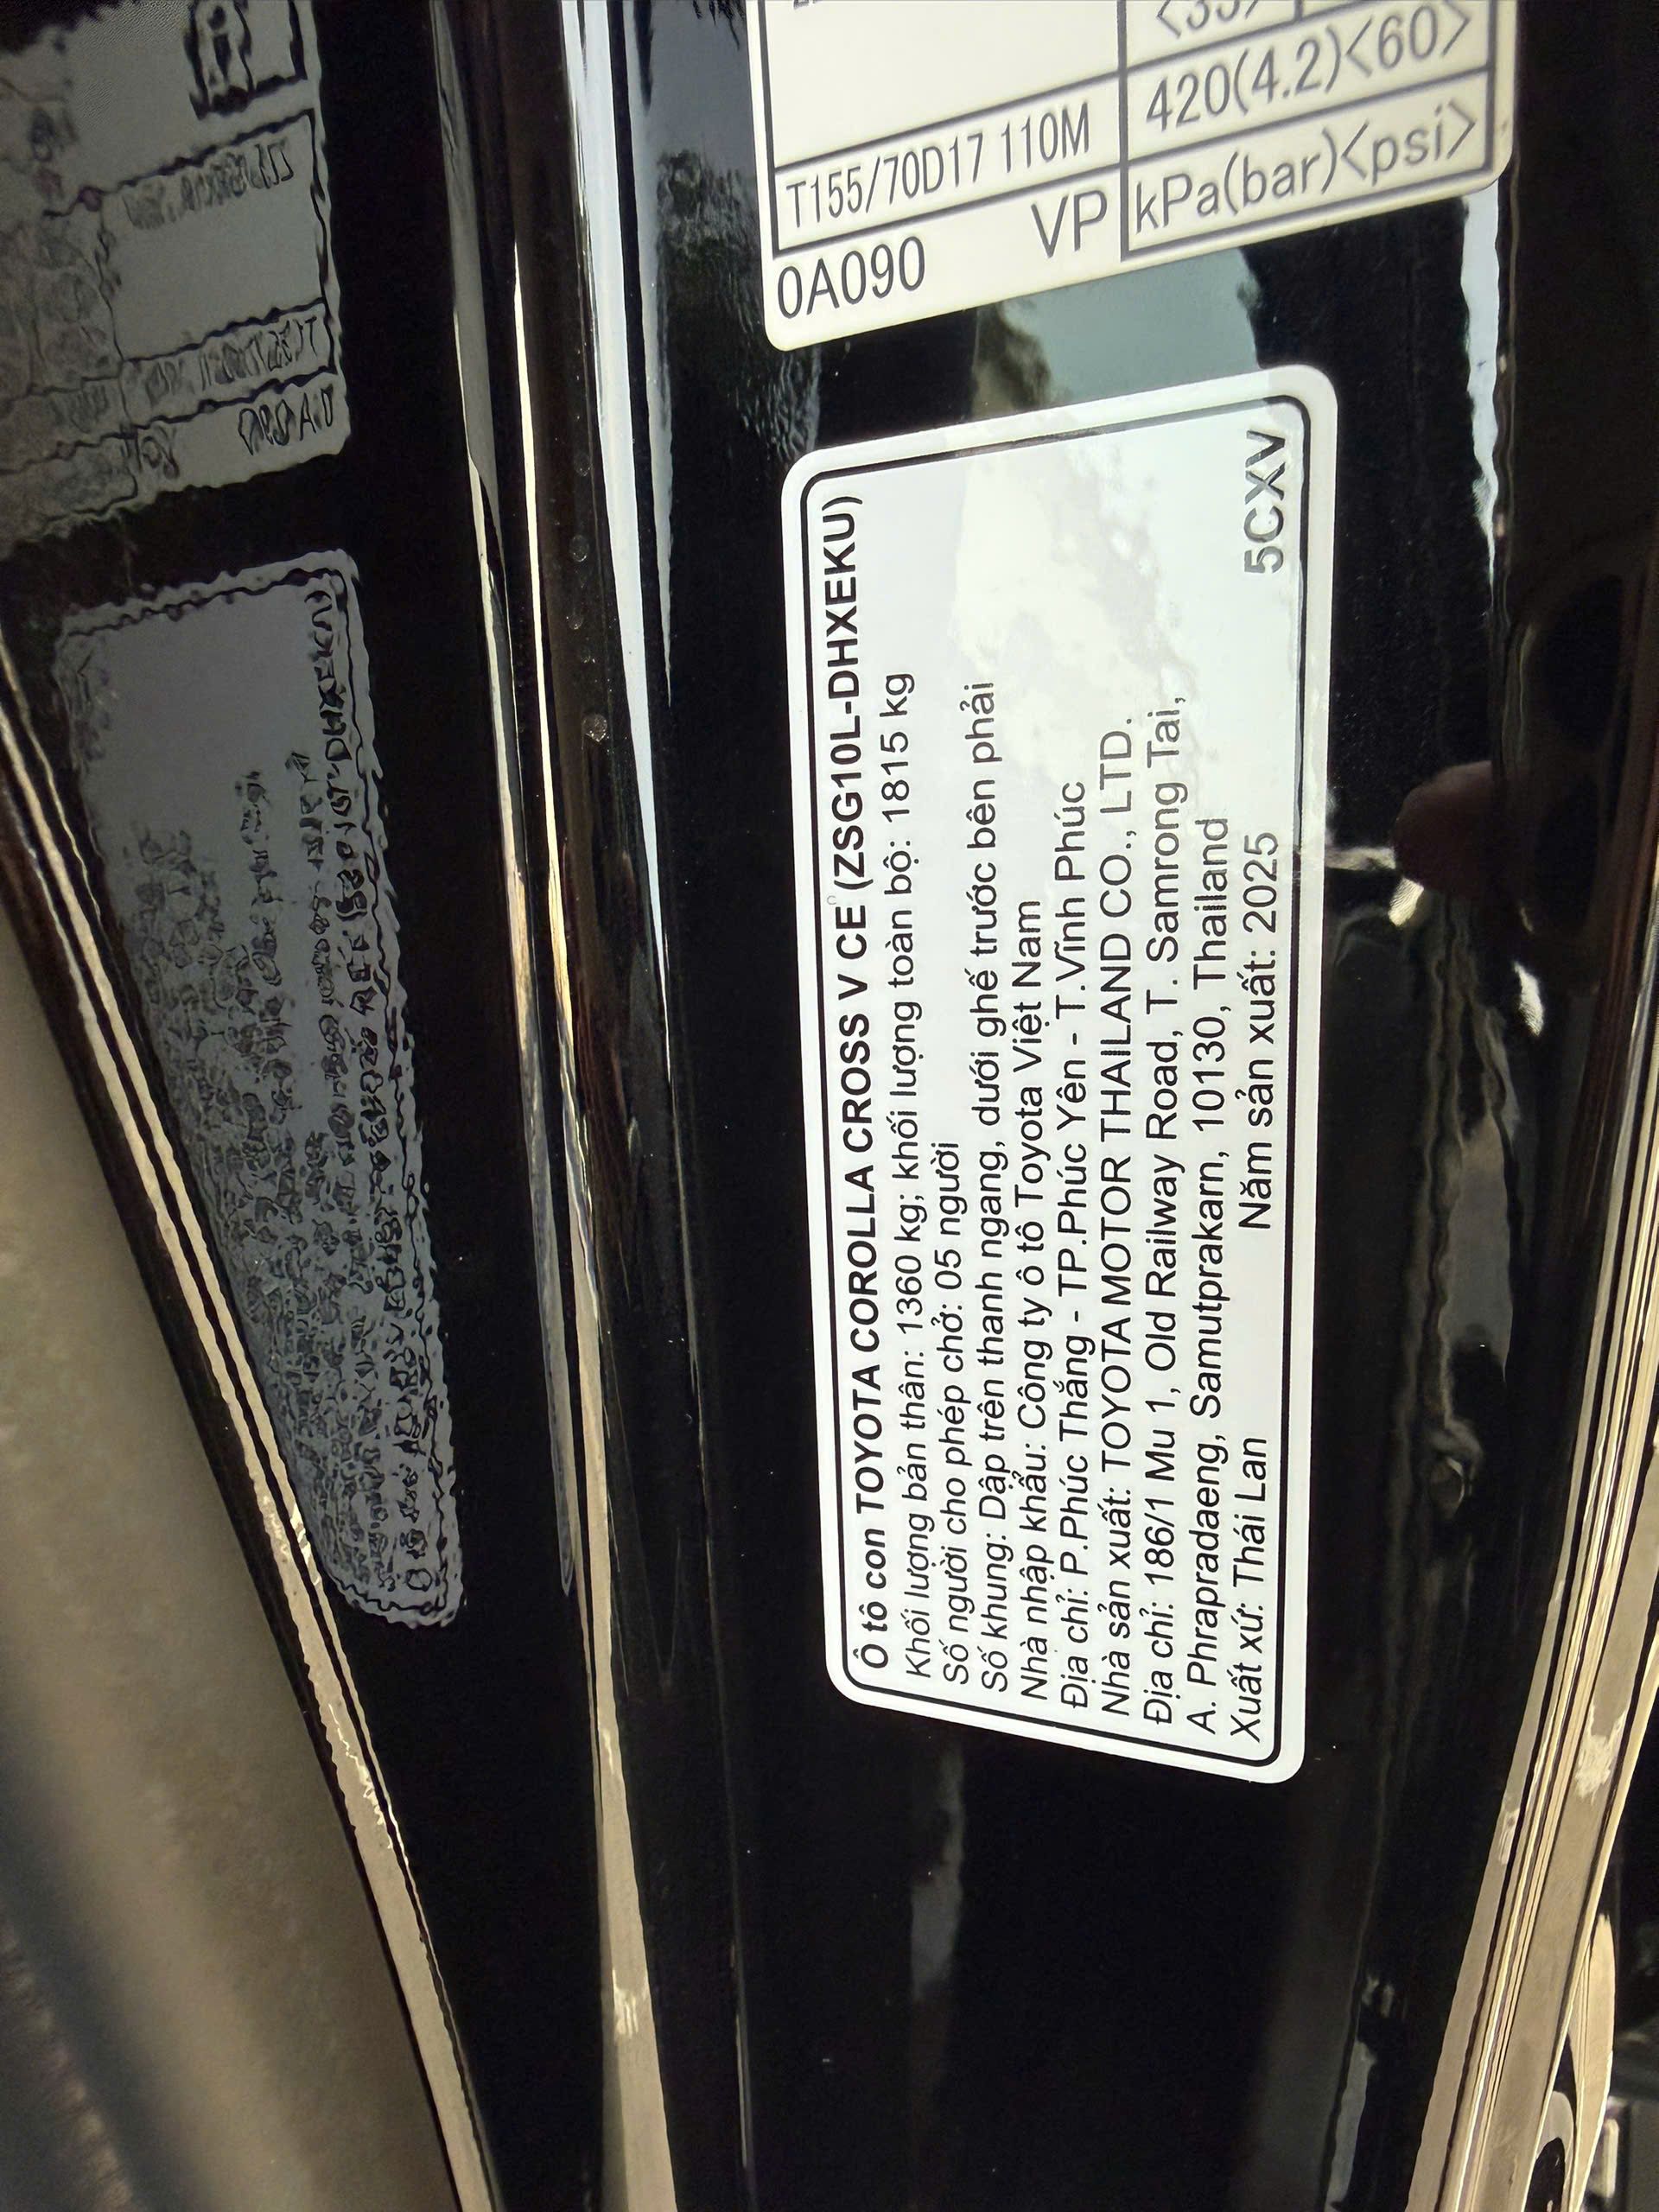 Ô tô con TOYOTA COROLLA CROSS V CE (ZSG10L-DHXEKU)
Khối lượng bản thân: 1360 kg; khối lượng toàn bộ: 1815 kg
Số người cho phép chở: 05 người
Số khung: Dập trên thanh ngang, dưới ghế trước bên phải
Nhà nhập khẩu: Công ty ô tô Toyota Việt Nam
Địa chỉ: P.Phúc Thắng - TP.Phúc Yên - T.Vĩnh Phúc
Nhà sản xuất: TOYOTA MOTOR THAILAND CO., LTD.
Địa chỉ: 186/1 Mu 1, Old Railway Road, T. Samrong Tai,
A. Phrapradaeng, Samutprakarn, 10130, Thailand
Xuất xứ: Thái Lan Năm sản xuất: 2025 5CXV
T155/70D17 110M 420(4.2)<60>
0A090 VP kPa(bar)<psi>